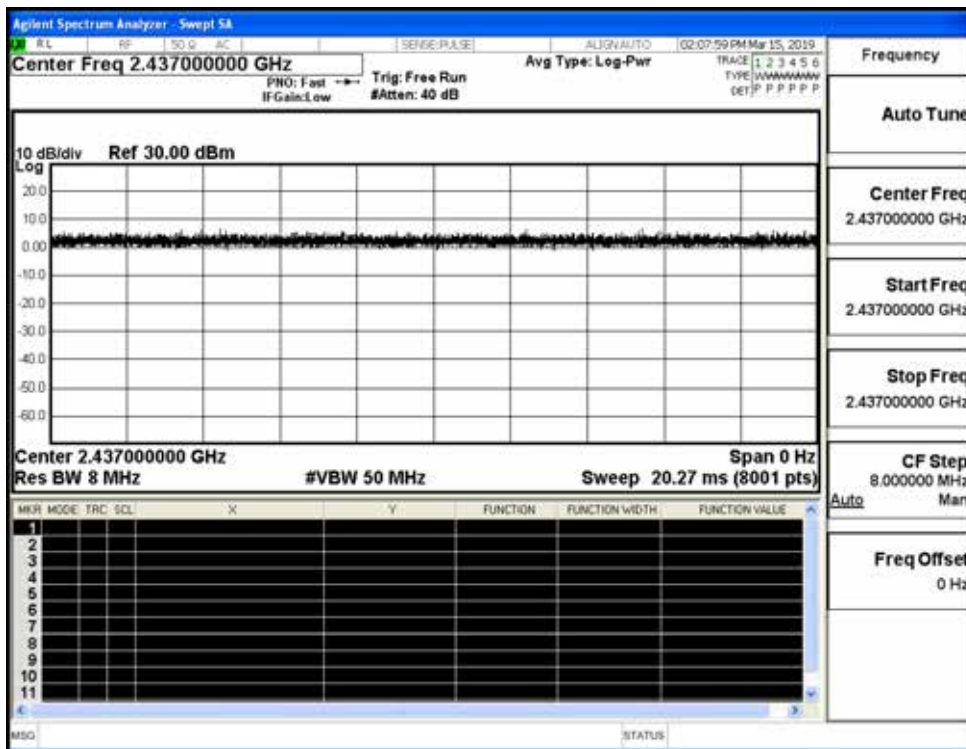 Agilent Spectrum Analyzer - Swept SA
RL RF 50 Ω AC SENSE:PULSE ALIGNAUTO 02:07:59 PM Mar 15, 2019
Center Freq 2.437000000 GHz
PNO: Fast
IFGain:Low
Trig: Free Run
#Atten: 40 dB
Avg Type: Log-Pwr
TRACE 1 2 3 4 5 6
TYPE WWWWWW
DET P P P P P P
Frequency
Auto Tune
10 dB/div Ref 30.00 dBm
Log
20.0
10.0
0.00
-10.0
-20.0
-30.0
-40.0
-50.0
-60.0
Center 2.437000000 GHz Span 0 Hz
Res BW 8 MHz #VBW 50 MHz Sweep 20.27 ms (8001 pts)
Center Freq
2.437000000 GHz
Start Freq
2.437000000 GHz
Stop Freq
2.437000000 GHz
CF Step
8.000000 MHz
Auto Man
Freq Offset
0 Hz
MKR MODE TRC SCL X Y FUNCTION FUNCTION WIDTH FUNCTION VALUE
1
2
3
4
5
6
7
8
9
10
11
MSG STATUS